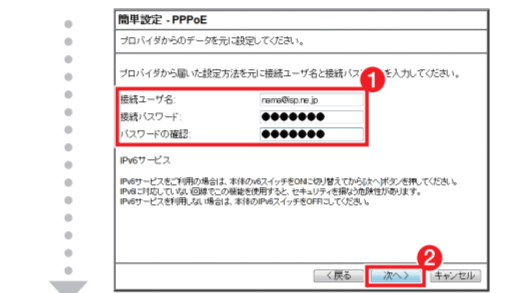 簡単設定 - PPPoE
プロバイダからのデータを元に設定してください。
プロバイダから届いた設定方法を元に接続ユーザ名と接続パス を入力してください。
1
接続ユーザ名: name@isp.ne.jp
接続パスワード: ●●●●●●●
パスワードの確認: ●●●●●●●
IPv6サービス
IPv6サービスをご利用の場合は、本体のv6スイッチをONに切り替えてから[次へ]ボタンを押してください。
IPv6に対応していない回線でこの機能を使用すると、セキュリティを損なう危険性があります。
IPv6サービスを利用しない場合は、本体のIPv6スイッチをOFFにしてください。
2
<戻る 次へ> キャンセル